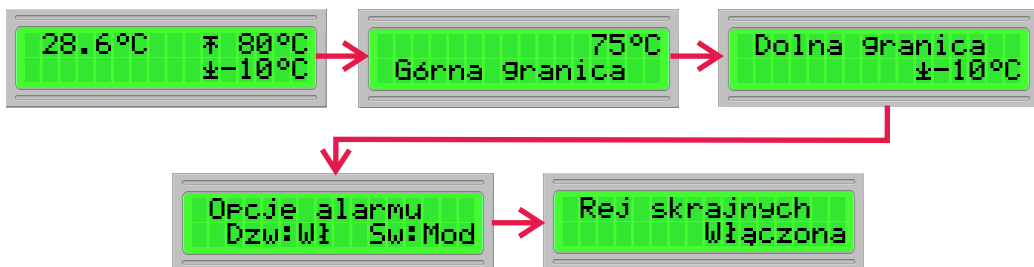 28.6°C ⤒ 80°C
⤓-10°C
75°C
Górna granica
Dolna granica
⤓-10°C
Opcje alarmu
Dzw:Wł Sw:Mod
Rej skrajnych
Włączona